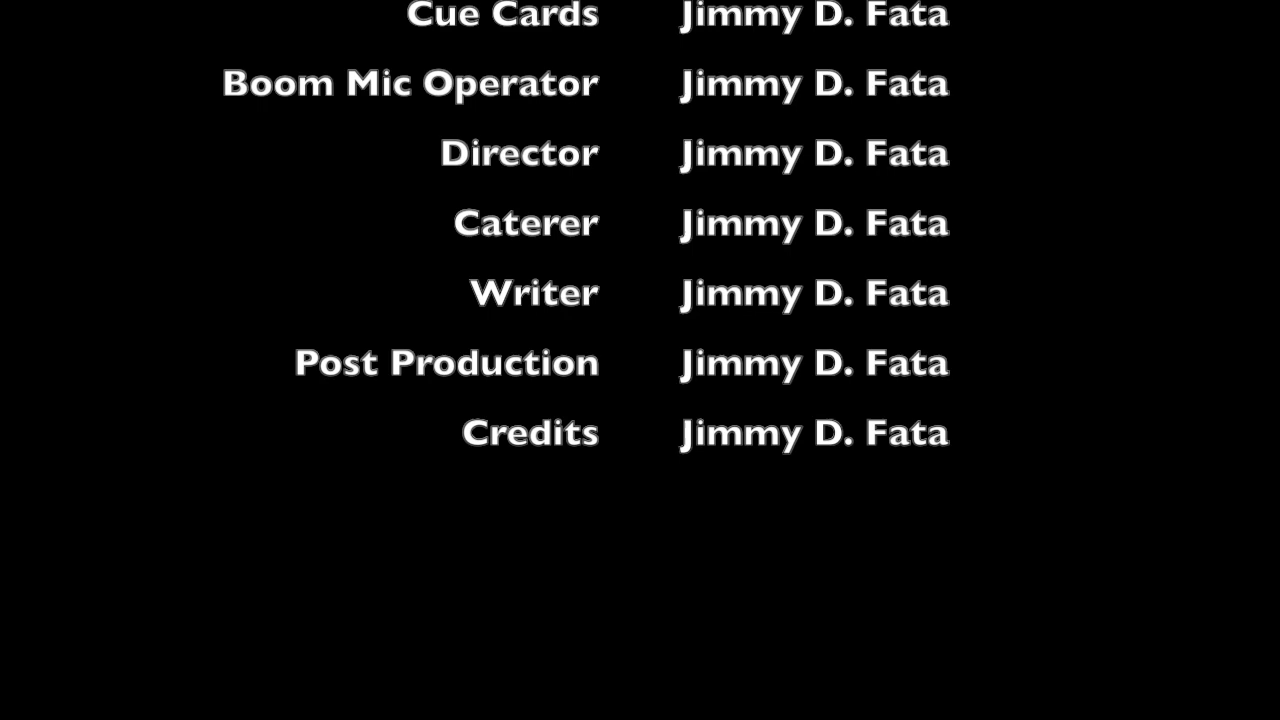 Cue Cards Jimmy D. Fata
Boom Mic Operator Jimmy D. Fata
Director Jimmy D. Fata
Caterer Jimmy D. Fata
Writer Jimmy D. Fata
Post Production Jimmy D. Fata
Credits Jimmy D. Fata